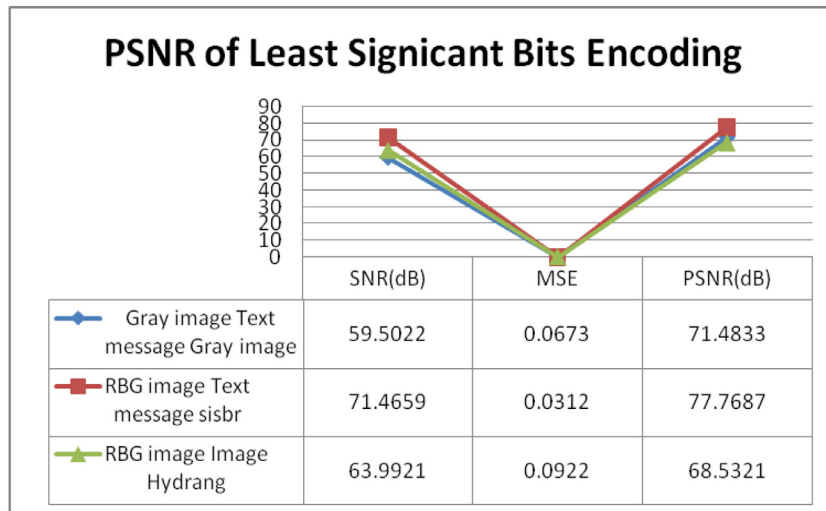 PSNR of Least Signicant Bits Encoding
90
80
70
60
50
40
30
20
10
0
SNR(dB) MSE PSNR(dB)
Gray image Text
message Gray image
59.5022 0.0673 71.4833
RBG image Text
message sisbr
71.4659 0.0312 77.7687
RBG image Image
Hydrang
63.9921 0.0922 68.5321